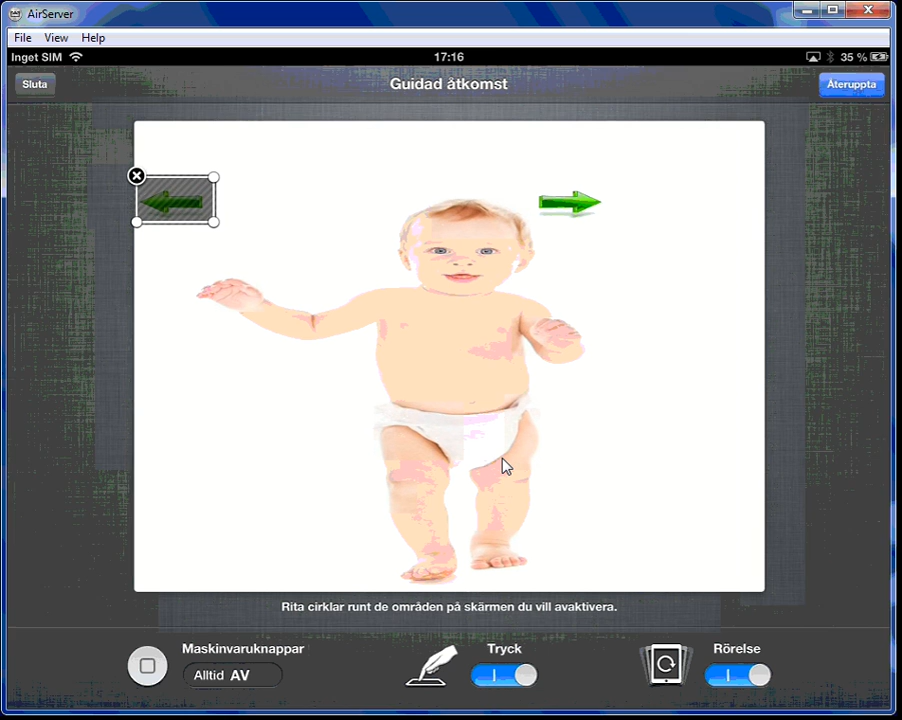 AirServer
File View Help
Inget SIM 17:16 35 %
Sluta Guidad åtkomst Återuppta
Rita cirklar runt de områden på skärmen du vill avaktivera.
Maskinvaruknappar Tryck Rörelse
Alltid AV